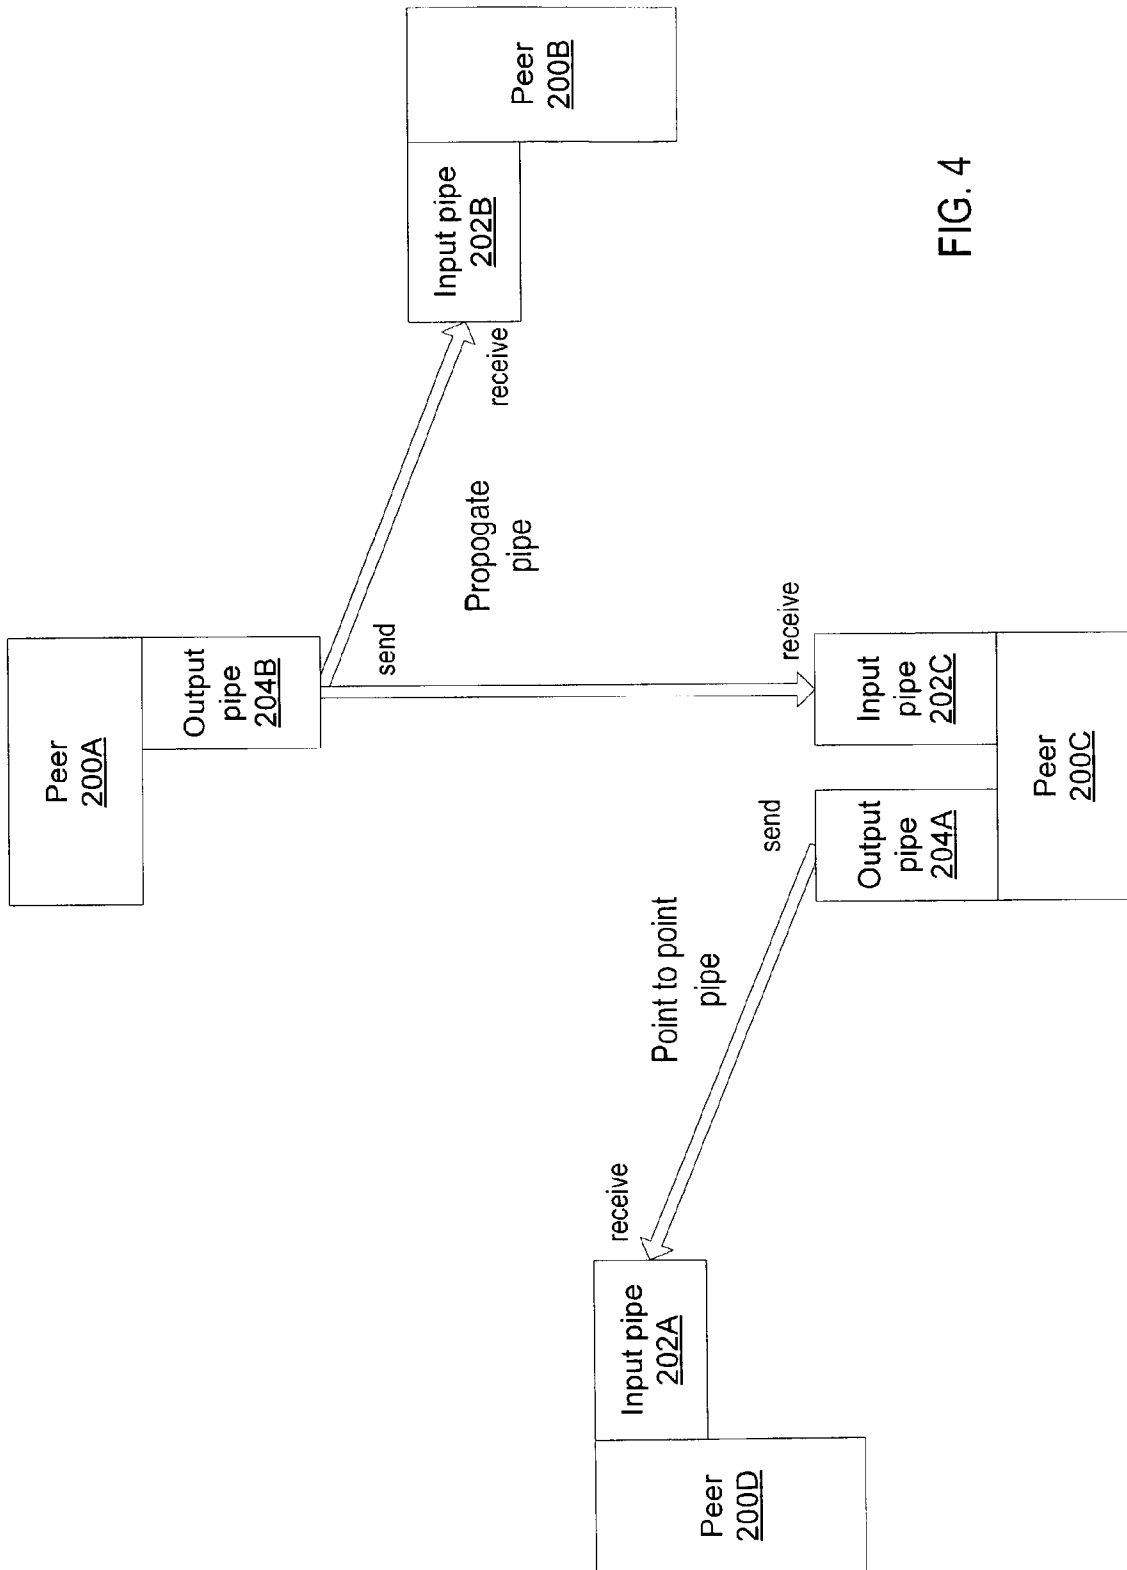 Peer
200D
Input pipe
202A
receive
Point to point
pipe
send
Output
pipe
204A
Peer
200C
Input
pipe
202C
receive
Peer
200A
Output
pipe
204B
send
Propogate
pipe
receive
Input pipe
202B
Peer
200B
FIG. 4